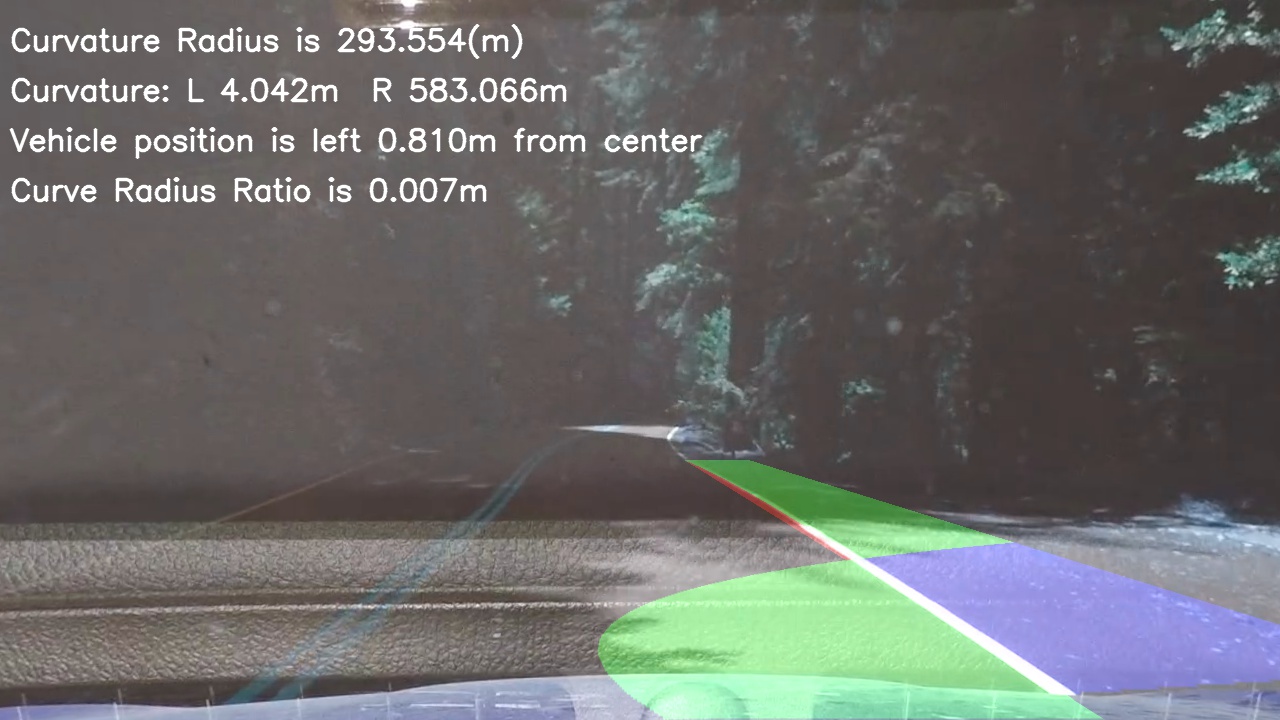 Curvature Radius is 293.554(m)
Curvature: L 4.042m R 583.066m
Vehicle position is left 0.810m from center
Curve Radius Ratio is 0.007m